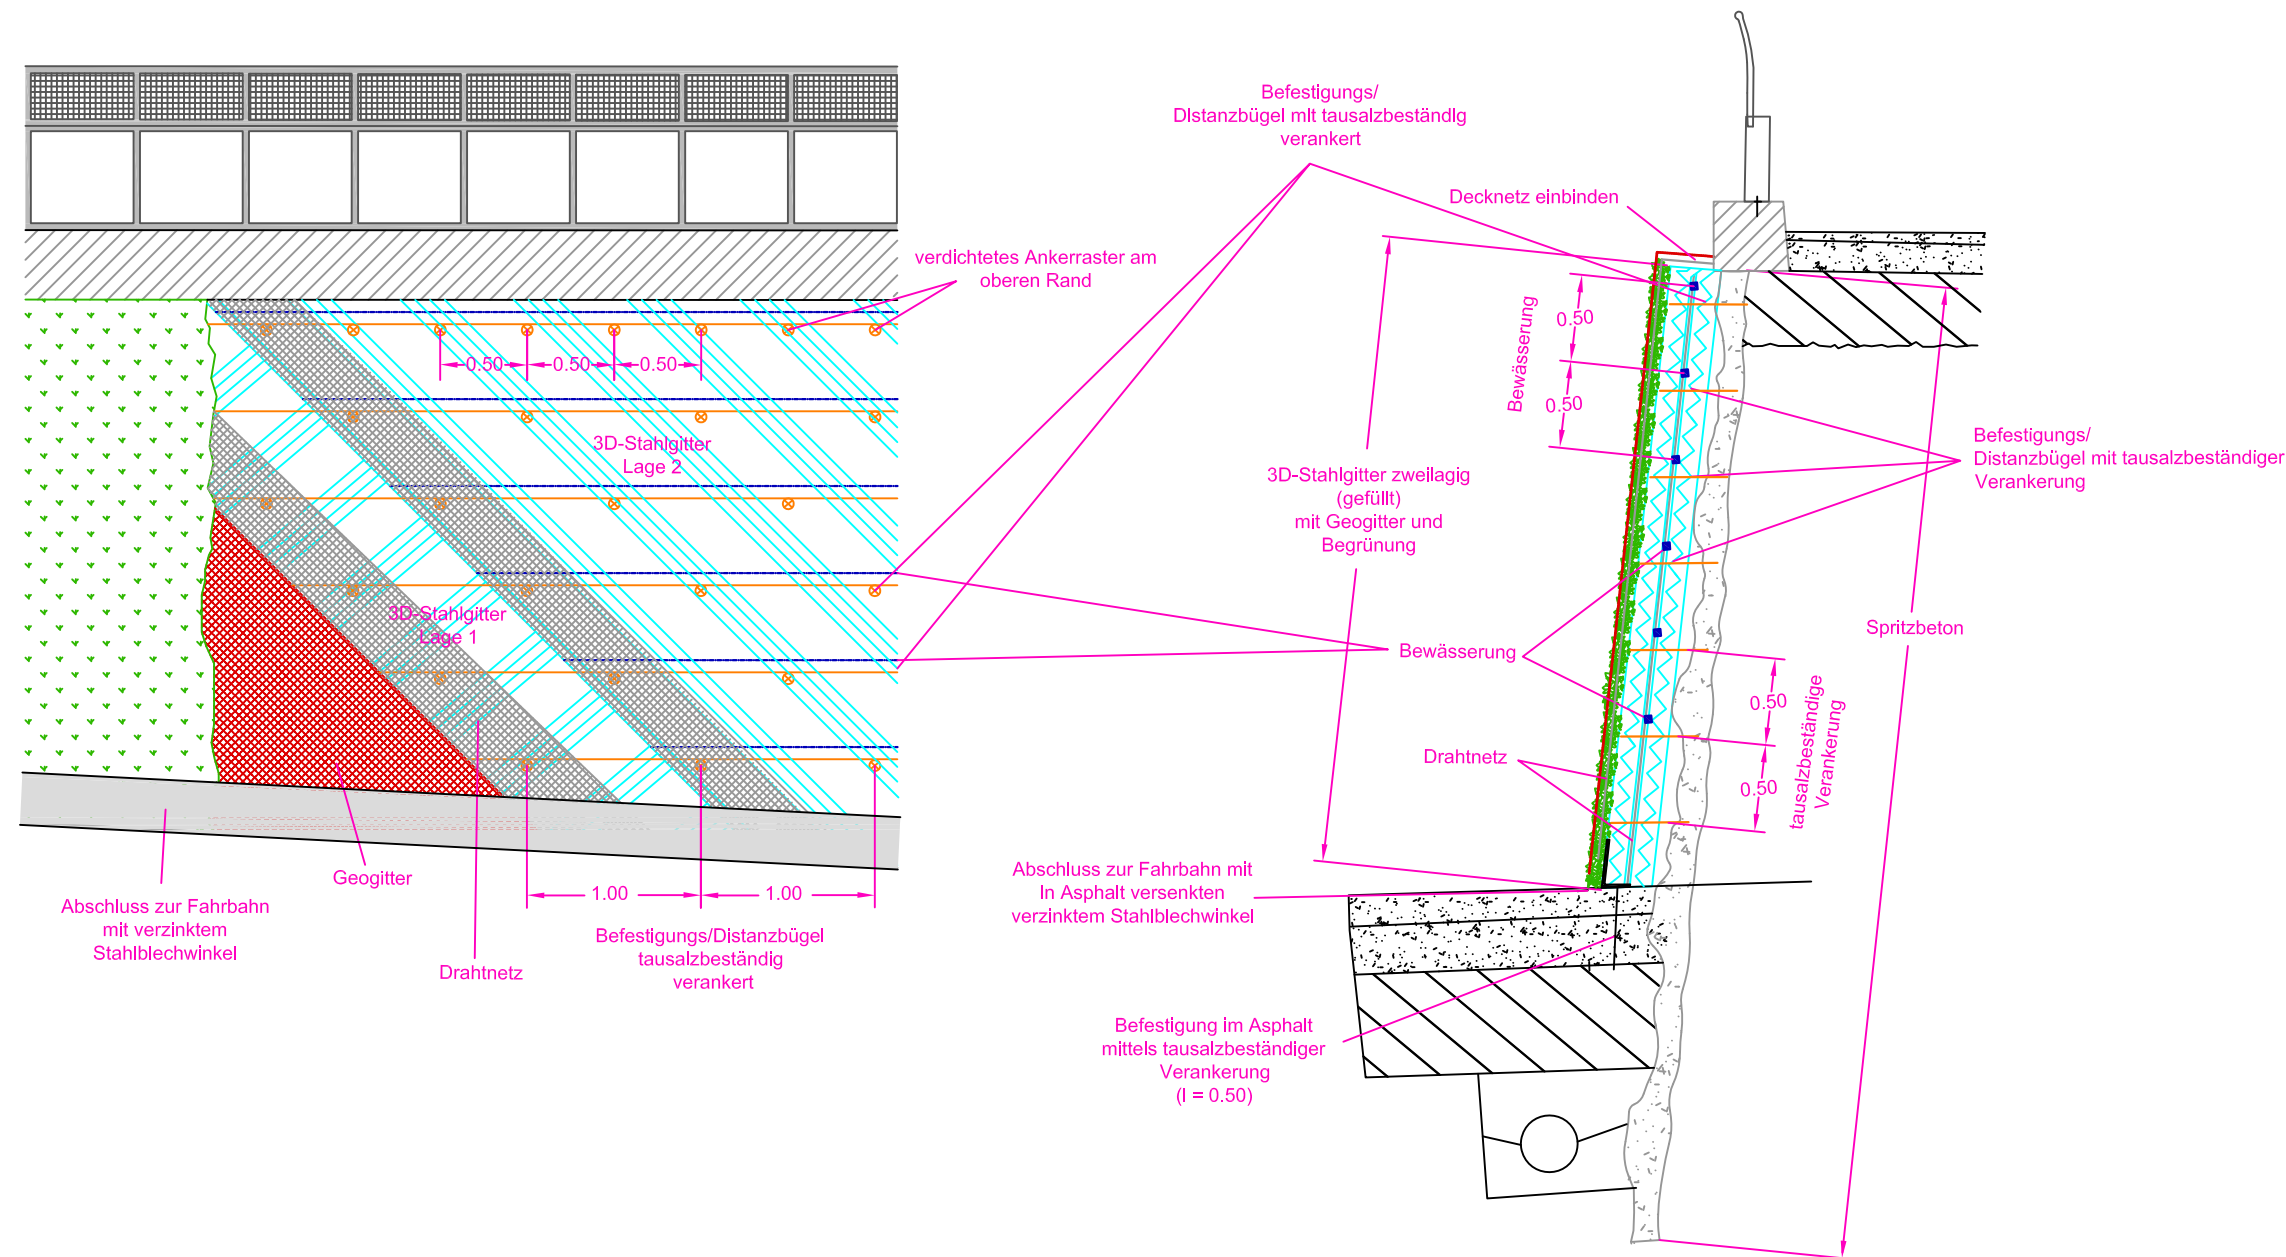 Befestigungs/
DIstanzbügel mIt tausalzbeständIg
verankert
Decknetz einbinden
verdichtetes Ankerraster am
oberen Rand
0.50
0.50
0.50
3D-Stahlgitter
Lage 2
3D-Stahlgitter
Lage 1
Geogitter
Abschluss zur Fahrbahn
mit verzinktem
Stahlblechwinkel
Drahtnetz
1.00
1.00
Befestigungs/Distanzbügel
tausalzbeständig
verankert
Bewässerung
0.50
0.50
3D-Stahlgitter zweilagig
(gefüllt)
mit Geogitter und
Begrünung
Befestigungs/
Distanzbügel mit tausalzbeständiger
Verankerung
Spritzbeton
Bewässerung
0.50
0.50
tausalzbeständige
Verankerung
Drahtnetz
Abschluss zur Fahrbahn mit
In Asphalt versenkten
verzinktem Stahlblechwinkel
Befestigung im Asphalt
mittels tausalzbeständiger
Verankerung
(l = 0.50)